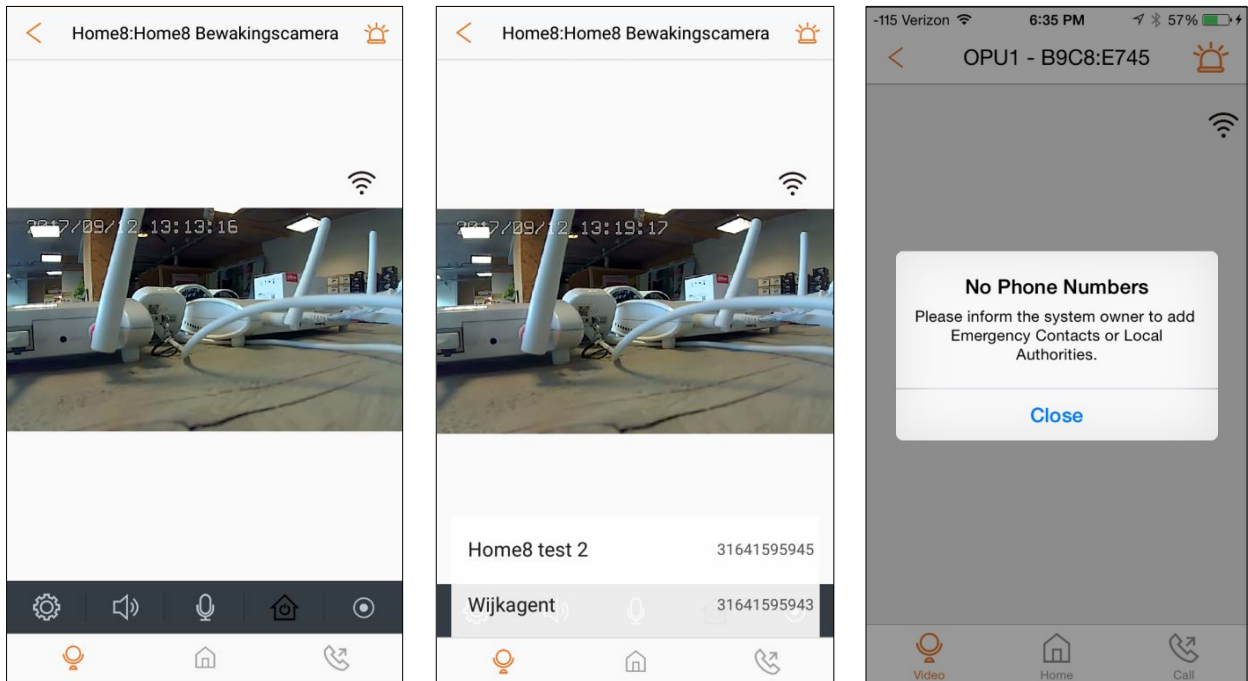 Home8:Home8 Bewakingscamera
2017/09/12 13:13:16
Home8:Home8 Bewakingscamera
2017/09/12 13:19:17
Home8 test 2 31641595945
Wijkagent 31641595943
-115 Verizon 6:35 PM 57%
OPU1 - B9C8:E745
No Phone Numbers
Please inform the system owner to add
Emergency Contacts or Local
Authorities.
Close
Video Home Call